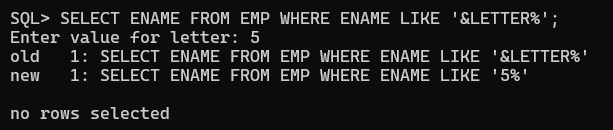 SQL> SELECT ENAME FROM EMP WHERE ENAME LIKE '&LETTER%';
Enter value for letter: 5
old   1: SELECT ENAME FROM EMP WHERE ENAME LIKE '&LETTER%'
new   1: SELECT ENAME FROM EMP WHERE ENAME LIKE '5%'
no rows selected